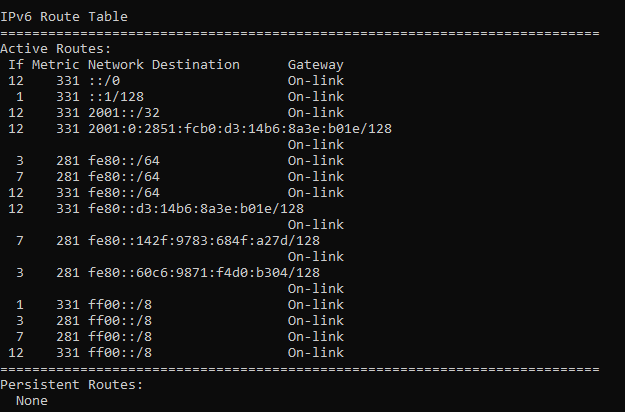 IPv6 Route Table
===========================================================================
Active Routes:
 If Metric Network Destination      Gateway
 12    331 ::/0                     On-link
  1    331 ::1/128                  On-link
 12    331 2001::/32                On-link
 12    331 2001:0:2851:fcb0:d3:14b6:8a3e:b01e/128
                                    On-link
  3    281 fe80::/64                On-link
  7    281 fe80::/64                On-link
 12    331 fe80::/64                On-link
 12    331 fe80::d3:14b6:8a3e:b01e/128
                                    On-link
  7    281 fe80::142f:9783:684f:a27d/128
                                    On-link
  3    281 fe80::60c6:9871:f4d0:b304/128
                                    On-link
  1    331 ff00::/8                 On-link
  3    281 ff00::/8                 On-link
  7    281 ff00::/8                 On-link
 12    331 ff00::/8                 On-link
===========================================================================
Persistent Routes:
  None